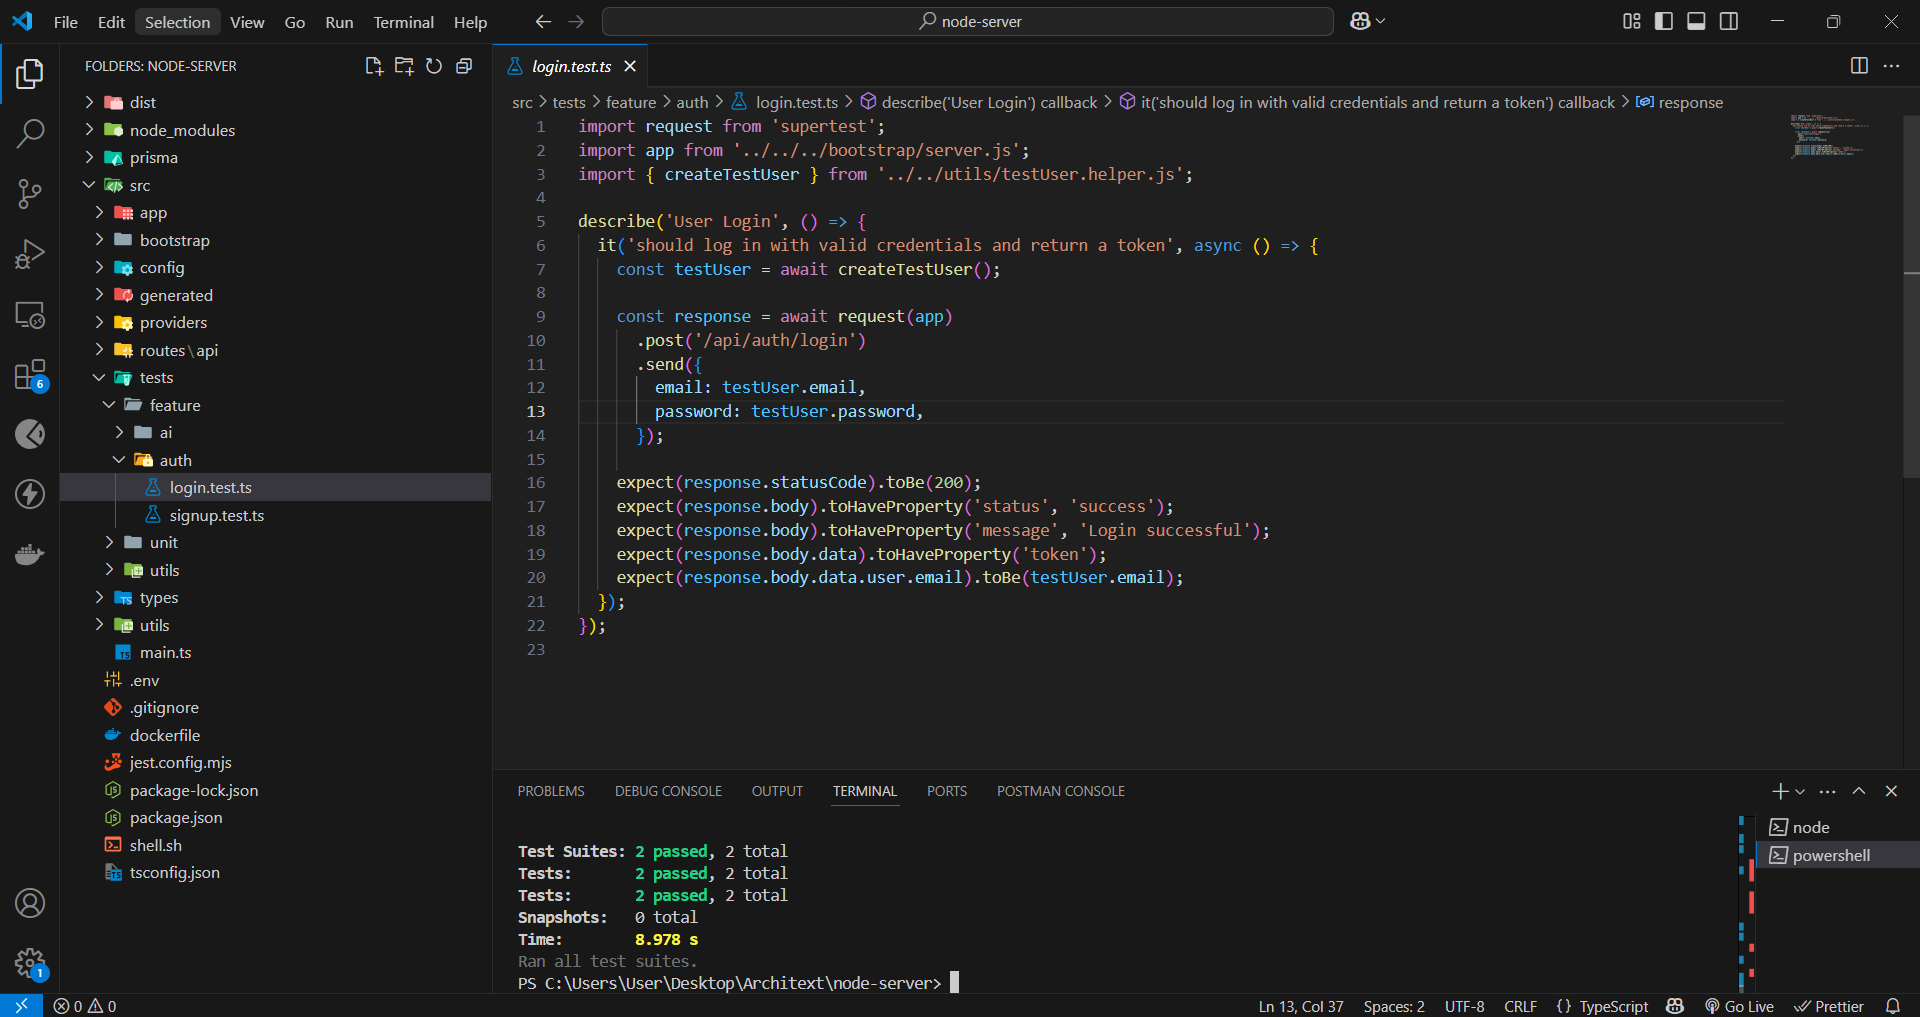 File Edit Selection View Go Run Terminal Help
node-server
FOLDERS: NODE-SERVER
dist
node_modules
prisma
src
app
bootstrap
config
generated
providers
routes\api
tests
feature
ai
auth
login.test.ts
signup.test.ts
unit
utils
types
utils
main.ts
.env
.gitignore
dockerfile
jest.config.mjs
package-lock.json
package.json
shell.sh
tsconfig.json
6
1
login.test.ts
src > tests > feature > auth > login.test.ts > describe('User Login') callback > it('should log in with valid credentials and return a token') callback > response
1 import request from 'supertest';
2 import app from '../../../bootstrap/server.js';
3 import { createTestUser } from '../../utils/testUser.helper.js';
4
5 describe('User Login', () => {
6 it('should log in with valid credentials and return a token', async () => {
7 const testUser = await createTestUser();
8
9 const response = await request(app)
10 .post('/api/auth/login')
11 .send({
12 email: testUser.email,
13 password: testUser.password,
14 });
15
16 expect(response.statusCode).toBe(200);
17 expect(response.body).toHaveProperty('status', 'success');
18 expect(response.body).toHaveProperty('message', 'Login successful');
19 expect(response.body.data).toHaveProperty('token');
20 expect(response.body.data.user.email).toBe(testUser.email);
21 });
22 });
23
PROBLEMS DEBUG CONSOLE OUTPUT TERMINAL PORTS POSTMAN CONSOLE
Test Suites: 2 passed, 2 total
Tests: 2 passed, 2 total
Tests: 2 passed, 2 total
Snapshots: 0 total
Time: 8.978 s
Ran all test suites.
PS C:\Users\User\Desktop\Architext\node-server>
node
powershell
0 0
Ln 13, Col 37 Spaces: 2 UTF-8 CRLF {} TypeScript Go Live Prettier